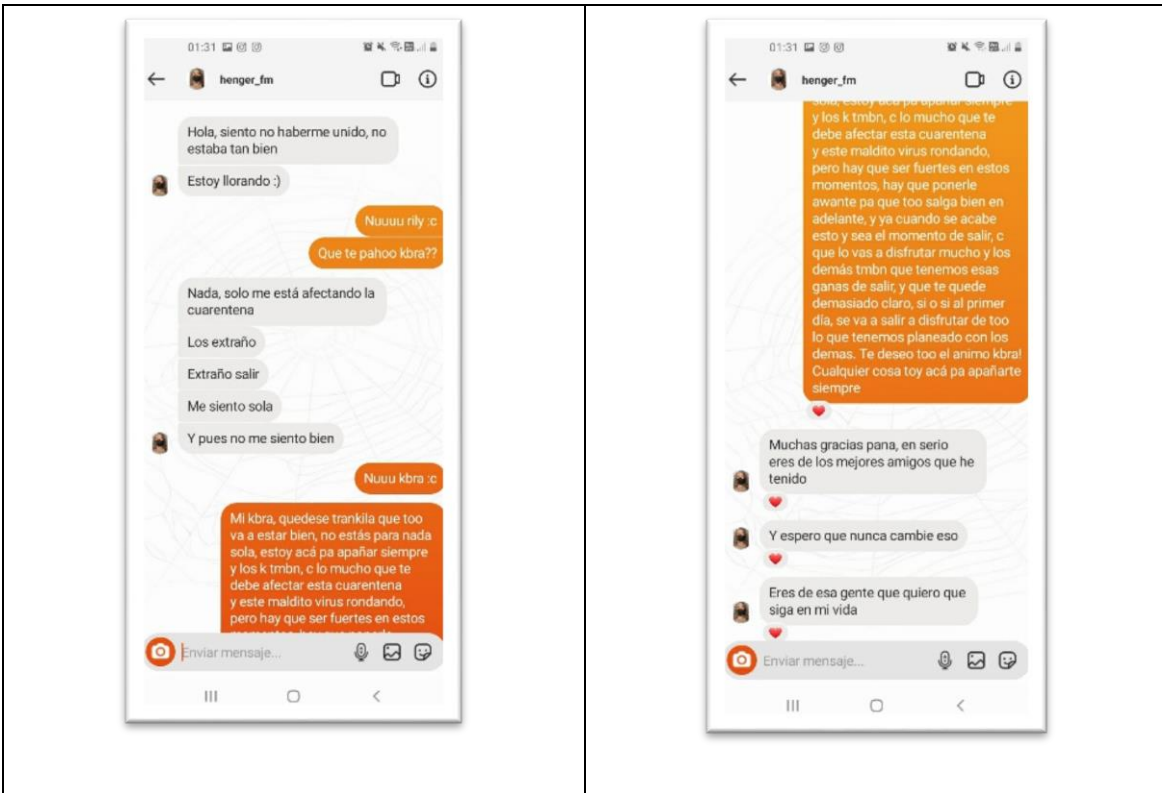 01:31
henger_fm
Hola, siento no haberme unido, no
estaba tan bien
Estoy llorando :)
Nuuuu rily :c
Que te pahoo kbra??
Nada, solo me está afectando la
cuarentena
Los extraño
Extraño salir
Me siento sola
Y pues no me siento bien
Nuuu kbra :c
Mi kbra, quedese trankila que too
va a estar bien, no estás para nada
sola, estoy acá pa apañar siempre
y los k tmbn, c lo mucho que te
debe afectar esta cuarentena
y este maldito virus rondando,
pero hay que ser fuertes en estos
Enviar mensaje...
01:31
henger_fm
sola, estoy acá pa apañar siempre
y los k tmbn, c lo mucho que te
debe afectar esta cuarentena
y este maldito virus rondando,
pero hay que ser fuertes en estos
momentos, hay que ponerle
awante pa que too salga bien en
adelante, y ya cuando se acabe
esto y sea el momento de salir, c
que lo vas a disfrutar mucho y los
demás tmbn que tenemos esas
ganas de salir, y que te quede
demasiado claro, si o si al primer
día, se va a salir a disfrutar de too
lo que tenemos planeado con los
demas. Te deseo too el animo kbra!
Cualquier cosa toy acá pa apañarte
siempre
Muchas gracias pana, en serio
eres de los mejores amigos que he
tenido
Y espero que nunca cambie eso
Eres de esa gente que quiero que
siga en mi vida
Enviar mensaje...